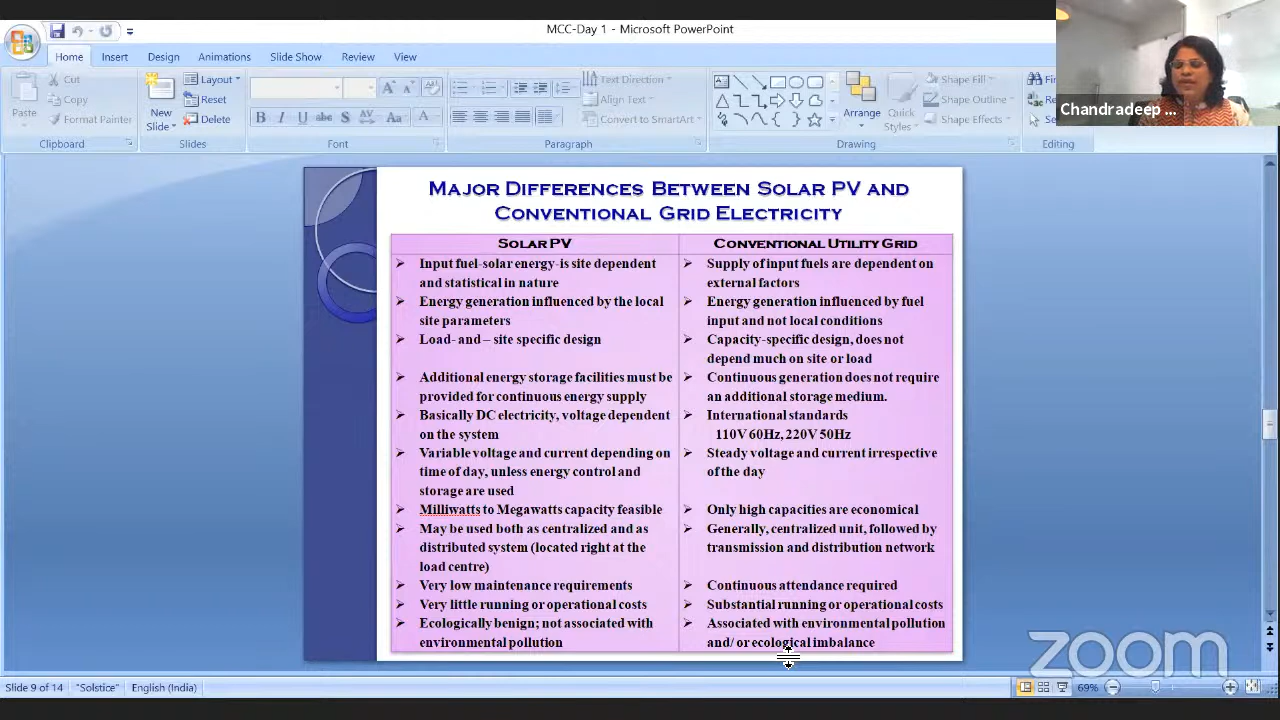 MCC-Day 1 - Microsoft PowerPoint
Home Insert Design Animations Slide Show Review View
Paste
Cut
Copy
Format Painter
Clipboard
New
Slide
Layout
Reset
Delete
Slides
B I U abc S AV Aa A
Font
Text Direction
Align Text
Convert to SmartArt
Paragraph
Arrange
Quick
Styles
Shape Fill
Shape Outline
Shape Effects
Drawing
Editing
Chandradeep ...
Major Differences Between Solar PV and
Conventional Grid Electricity
Solar PV
Input fuel-solar energy-is site dependent
and statistical in nature
Energy generation influenced by the local
site parameters
Load- and – site specific design
Additional energy storage facilities must be
provided for continuous energy supply
Basically DC electricity, voltage dependent
on the system
Variable voltage and current depending on
time of day, unless energy control and
storage are used
Milliwatts to Megawatts capacity feasible
May be used both as centralized and as
distributed system (located right at the
load centre)
Very low maintenance requirements
Very little running or operational costs
Ecologically benign; not associated with
environmental pollution
Conventional Utility Grid
Supply of input fuels are dependent on
external factors
Energy generation influenced by fuel
input and not local conditions
Capacity-specific design, does not
depend much on site or load
Continuous generation does not require
an additional storage medium.
International standards
110V 60Hz, 220V 50Hz
Steady voltage and current irrespective
of the day
Only high capacities are economical
Generally, centralized unit, followed by
transmission and distribution network
Continuous attendance required
Substantial running or operational costs
Associated with environmental pollution
and/ or ecological imbalance
zoom
Slide 9 of 14 "Solstice" English (India) 69%